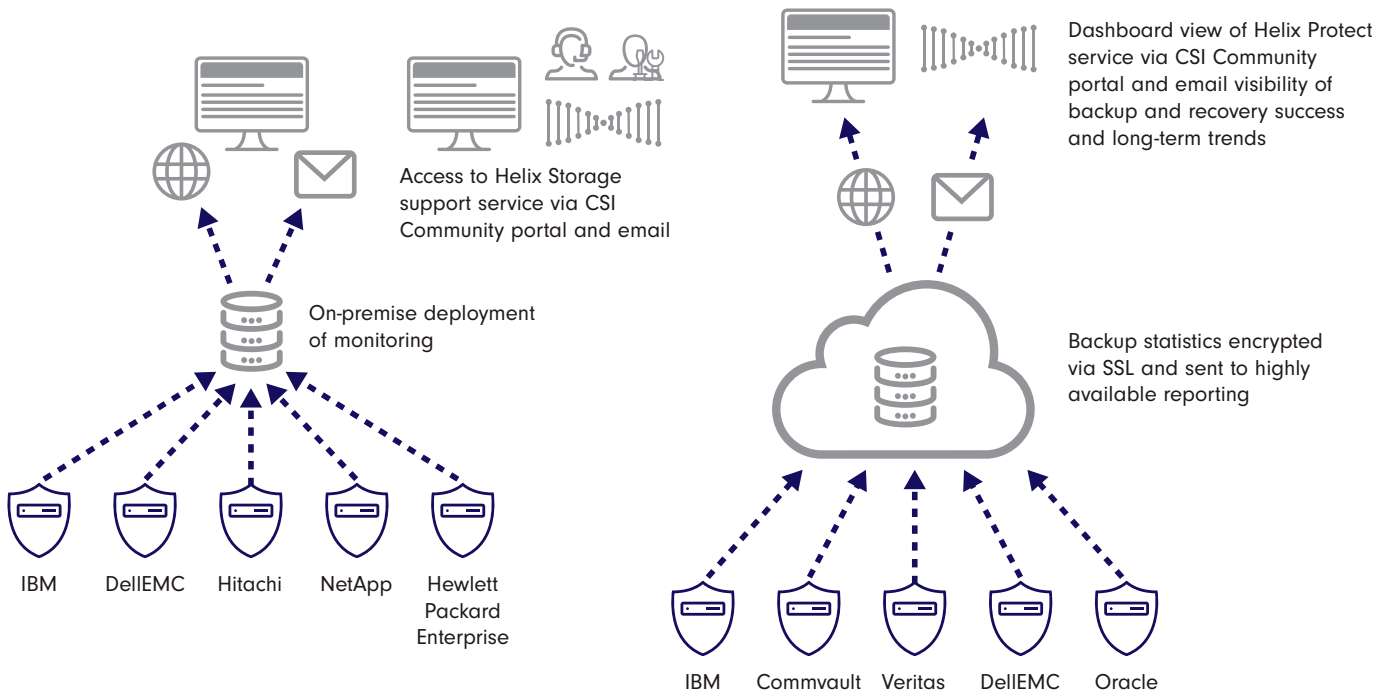 Access to Helix Storage
support service via CSI
Community portal and email
On-premise deployment
of monitoring
IBM
DellEMC
Hitachi
NetApp
Hewlett
Packard
Enterprise
Dashboard view of Helix Protect
service via CSI Community
portal and email visibility of
backup and recovery success
and long-term trends
Backup statistics encrypted
via SSL and sent to highly
available reporting
IBM
Commvault
Veritas
DellEMC
Oracle